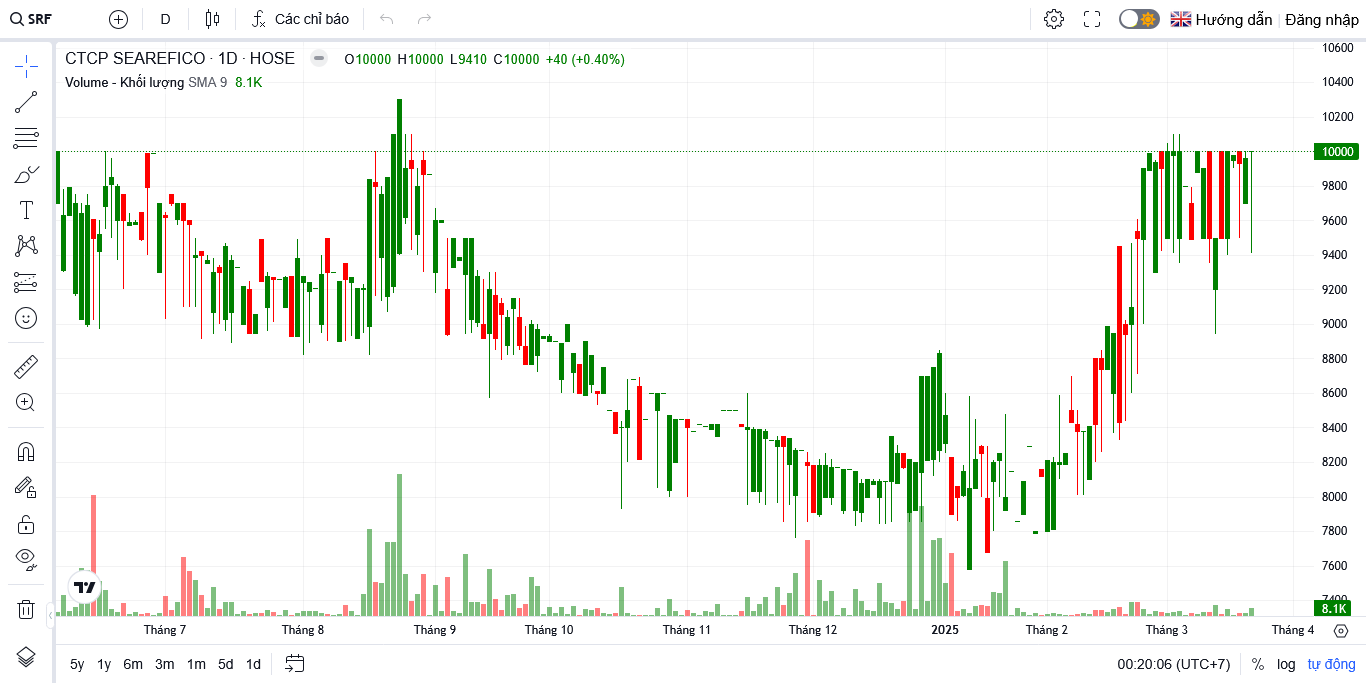 SRF D Các chỉ báo Hướng dẫn Đăng nhập
CTCP SEAREFICO · 1D · HOSE O10000 H10000 L9410 C10000 +40 (+0.40%)
Volume - Khối lượng SMA 9 8.1K
10600
10400
10200
10000
9800
9600
9400
9200
9000
8800
8600
8400
8200
8000
7800
7600
7400
8.1K
Tháng 7 Tháng 8 Tháng 9 Tháng 10 Tháng 11 Tháng 12 2025 Tháng 2 Tháng 3 Tháng 4
5y 1y 6m 3m 1m 5d 1d 00:20:06 (UTC+7) % log tự động